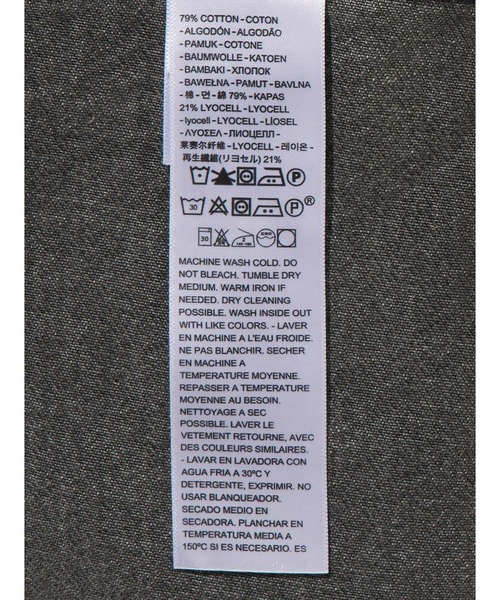 79% COTTON - COTON
- ALGODÓN - ALGODÃO
- PAMUK - COTONE
- BAUMWOLLE - KATOEN
- BAMBAKI - ХЛОПОК
- BAWEŁNA - PAMUT - BAVLNA
- 棉 - 면 - 綿 79% - KAPAS
21% LYOCELL - LYOCELL
- lyocell - LYOCELL - LİOSEL
- ΛΥΟΣΕΛ - ЛИОЦЕЛЛ -
莱赛尔纤维 - LYOCELL - 레이온 -
再生繊維(リヨセル) 21%
P
30 P®
30
MACHINE WASH COLD. DO
NOT BLEACH. TUMBLE DRY
MEDIUM. WARM IRON IF
NEEDED. DRY CLEANING
POSSIBLE. WASH INSIDE OUT
WITH LIKE COLORS. - LAVER
EN MACHINE A L'EAU FROIDE.
NE PAS BLANCHIR. SECHER
EN MACHINE A
TEMPERATURE MOYENNE.
REPASSER A TEMPERATURE
MOYENNE AU BESOIN.
NETTOYAGE A SEC
POSSIBLE. LAVER LE
VETEMENT RETOURNE, AVEC
DES COULEURS SIMILAIRES.
- LAVAR EN LAVADORA CON
AGUA FRIA A 30ºC Y
DETERGENTE, EXPRIMIR. NO
USAR BLANQUEADOR.
SECADO MEDIO EN
SECADORA. PLANCHAR EN
TEMPERATURA MEDIA A
150ºC SI ES NECESARIO. ES